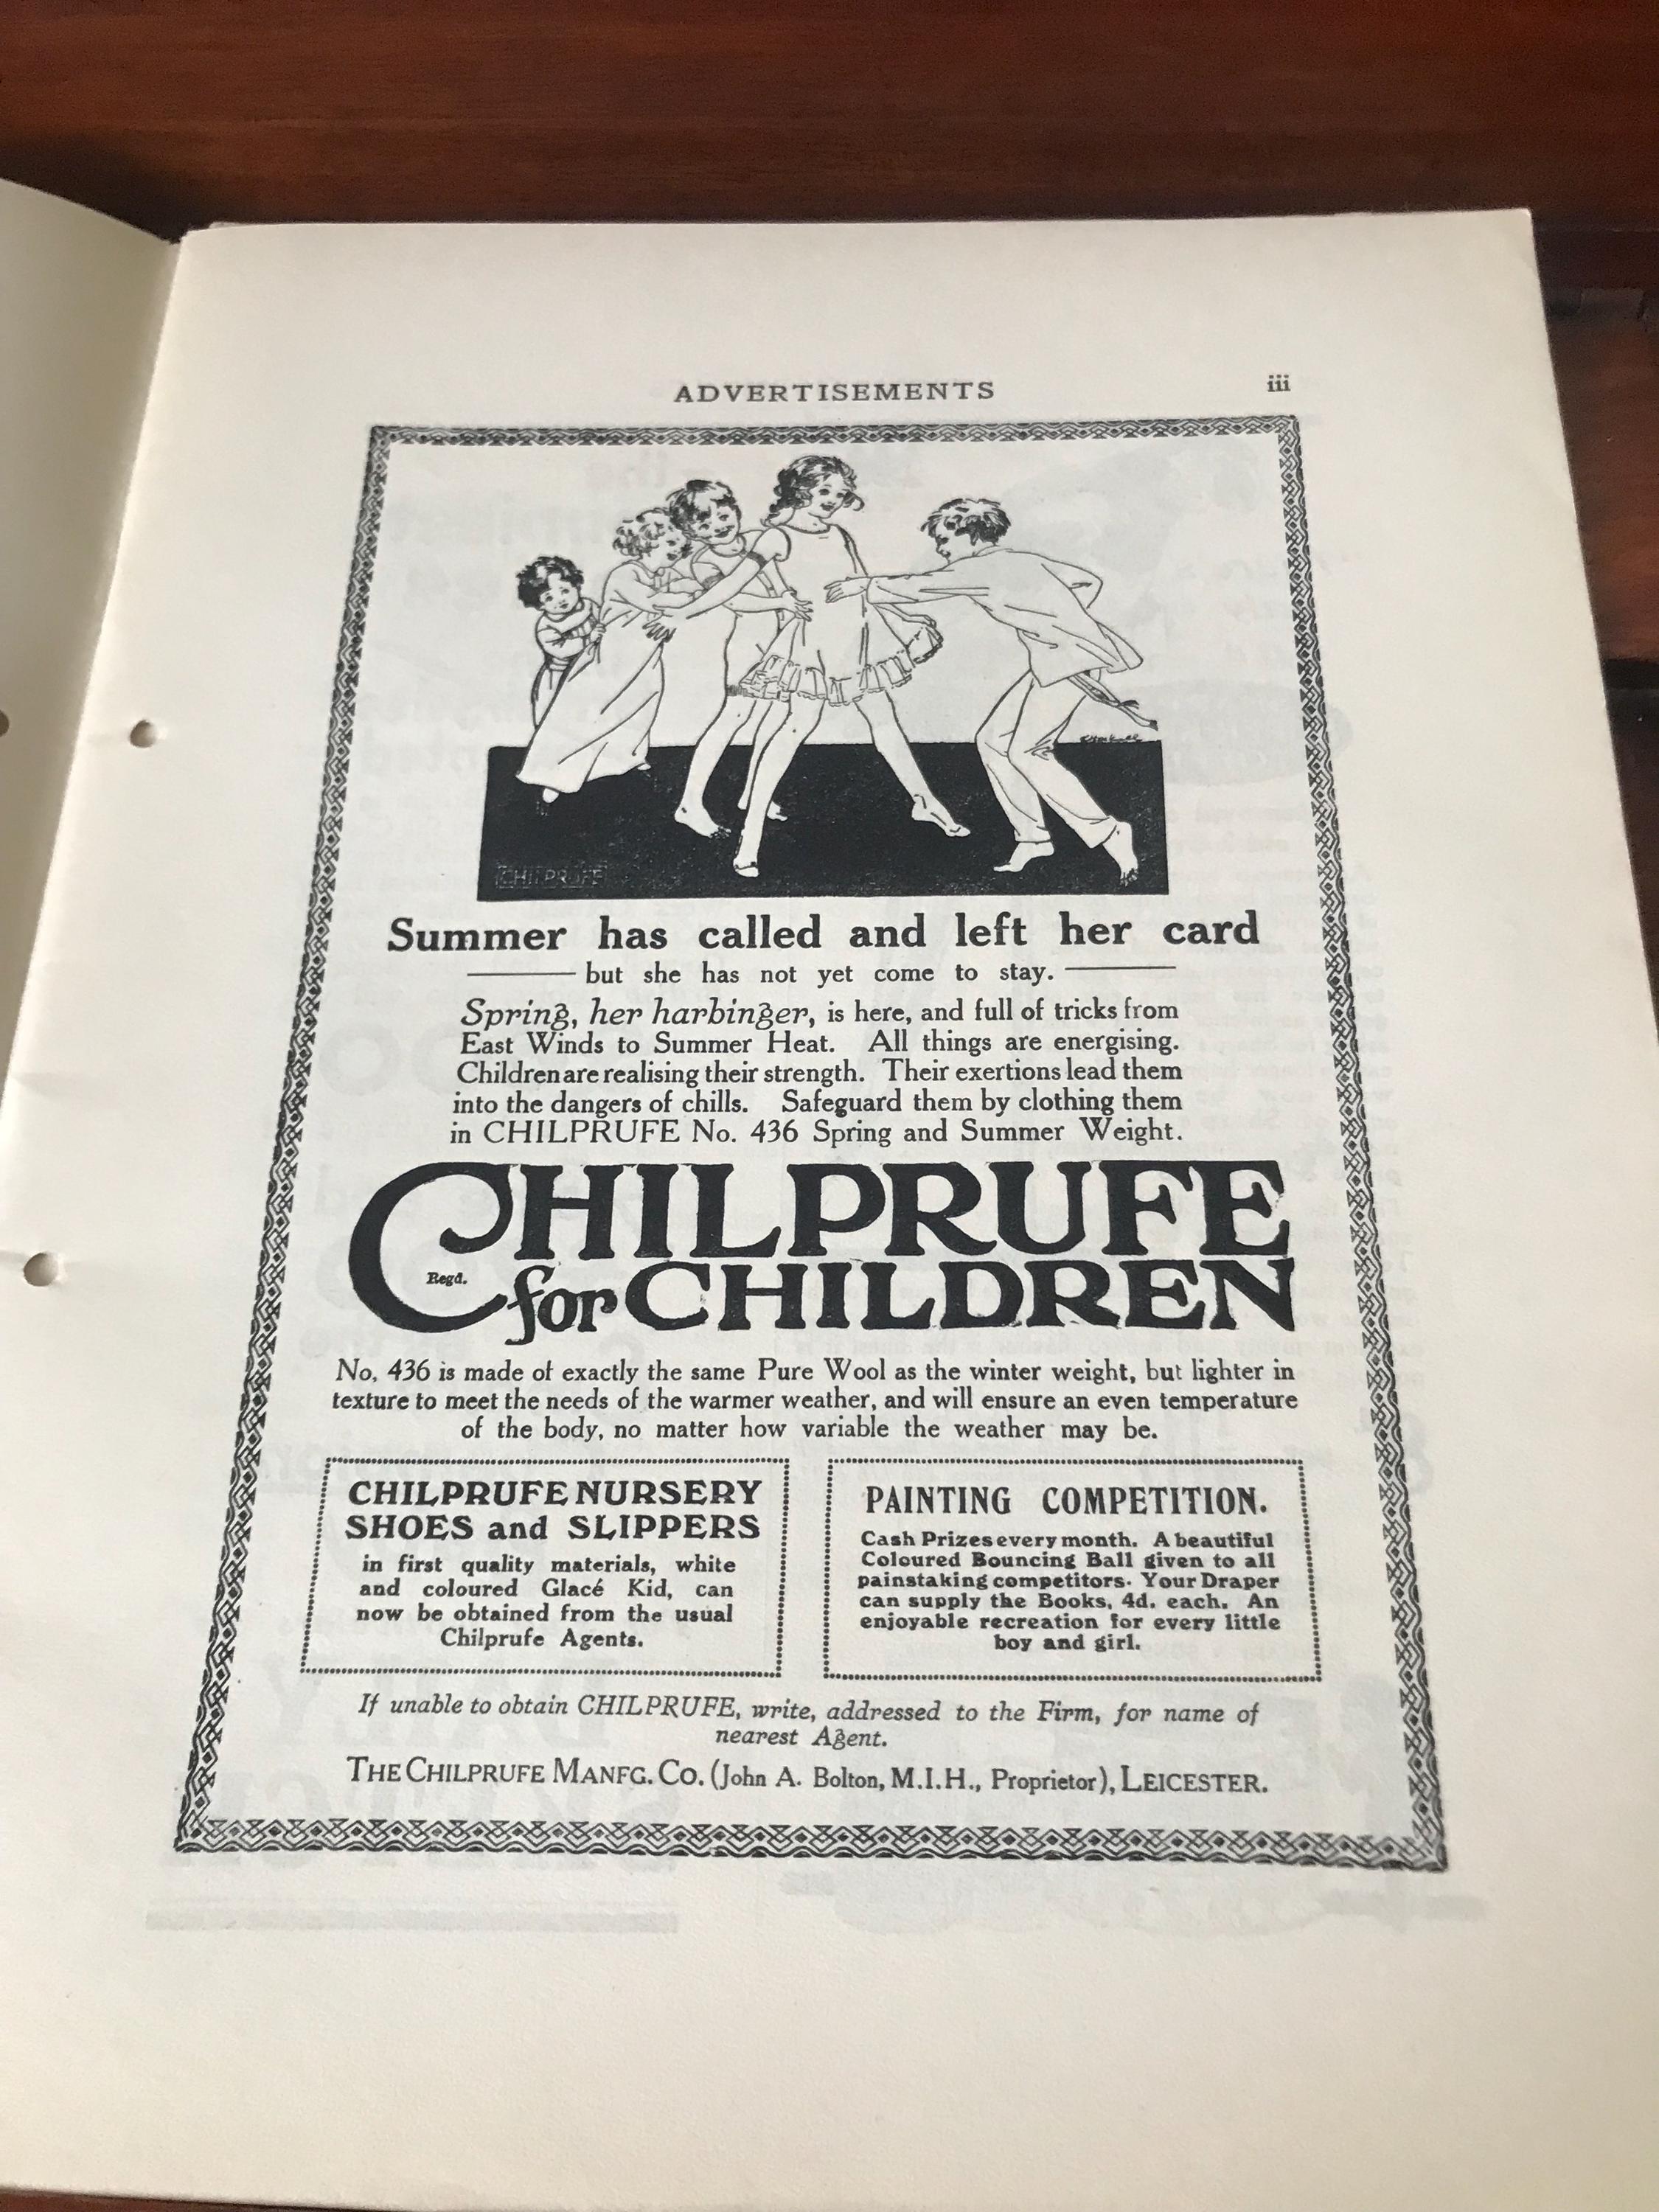 ADVERTISEMENTS iii
CHILPRUFE
Summer has called and left her card
but she has not yet come to stay.
Spring, her harbinger, is here, and full of tricks from
East Winds to Summer Heat. All things are energising.
Children are realising their strength. Their exertions lead them
into the dangers of chills. Safeguard them by clothing them
in CHILPRUFE No. 436 Spring and Summer Weight.
CHILPRUFE
Regd. for CHILDREN
No. 436 is made of exactly the same Pure Wool as the winter weight, but lighter in
texture to meet the needs of the warmer weather, and will ensure an even temperature
of the body, no matter how variable the weather may be.
CHILPRUFE NURSERY
SHOES and SLIPPERS
in first quality materials, white
and coloured Glacé Kid, can
now be obtained from the usual
Chilprufe Agents.
PAINTING COMPETITION.
Cash Prizes every month. A beautiful
Coloured Bouncing Ball given to all
painstaking competitors. Your Draper
can supply the Books, 4d. each. An
enjoyable recreation for every little
boy and girl.
If unable to obtain CHILPRUFE, write, addressed to the Firm, for name of
nearest Agent.
THE CHILPRUFE MANFG. CO. (John A. Bolton, M.I.H., Proprietor), LEICESTER.